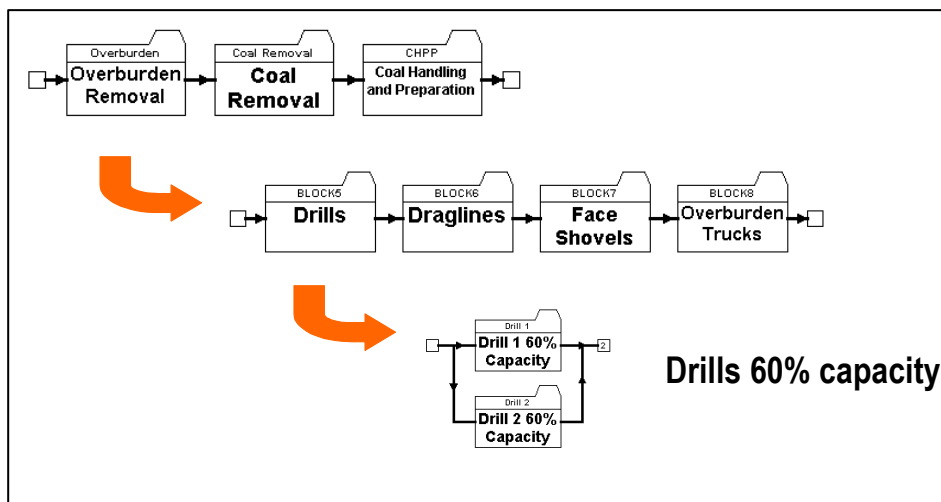 Overburden
Overburden
Removal
Coal Removal
Coal
Removal
CHPP
Coal Handling
and Preparation
BLOCK5
Drills
BLOCK6
Draglines
BLOCK7
Face
Shovels
BLOCK8
Overburden
Trucks
Drill 1
Drill 1 60%
Capacity
2
Drill 2
Drill 2 60%
Capacity
Drills 60% capacity